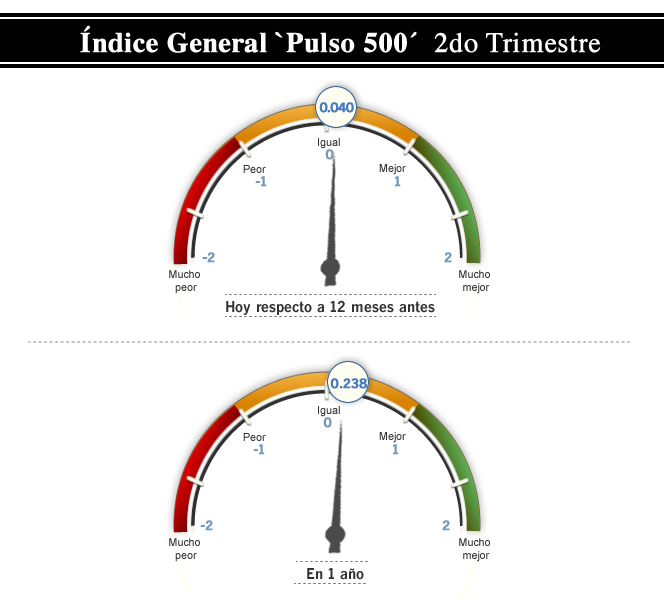 Índice General `Pulso 500´ 2do Trimestre
0.040
Igual
0
Peor
-1
Mejor
1
-2
2
Mucho
peor
Mucho
mejor
Hoy respecto a 12 meses antes
0.238
Igual
0
Peor
-1
Mejor
1
-2
2
Mucho
peor
Mucho
mejor
En 1 año